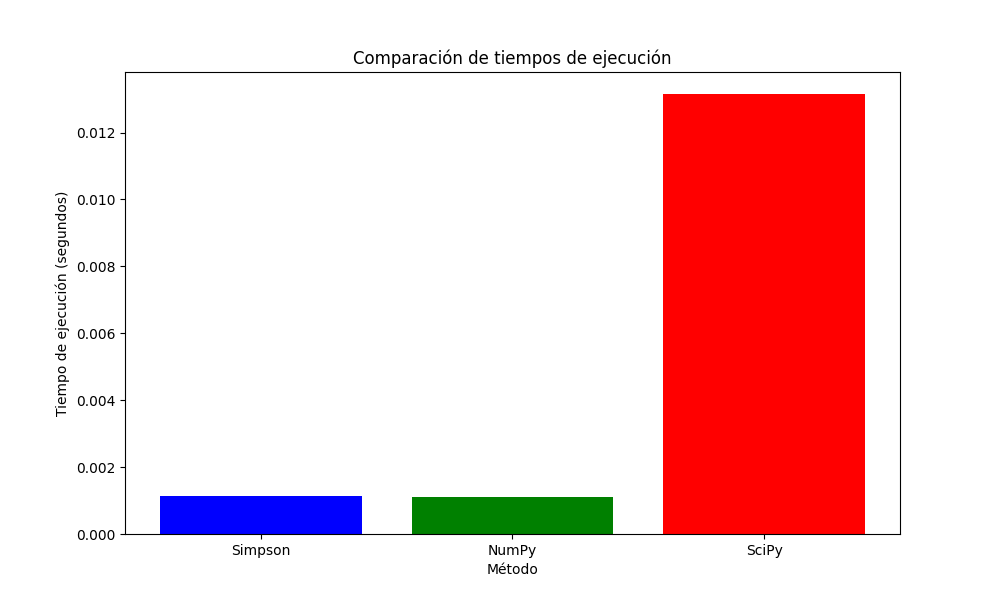 Comparación de tiempos de ejecución
Tiempo de ejecución (segundos)
0.012
0.010
0.008
0.006
0.004
0.002
0.000
Simpson
NumPy
SciPy
Método